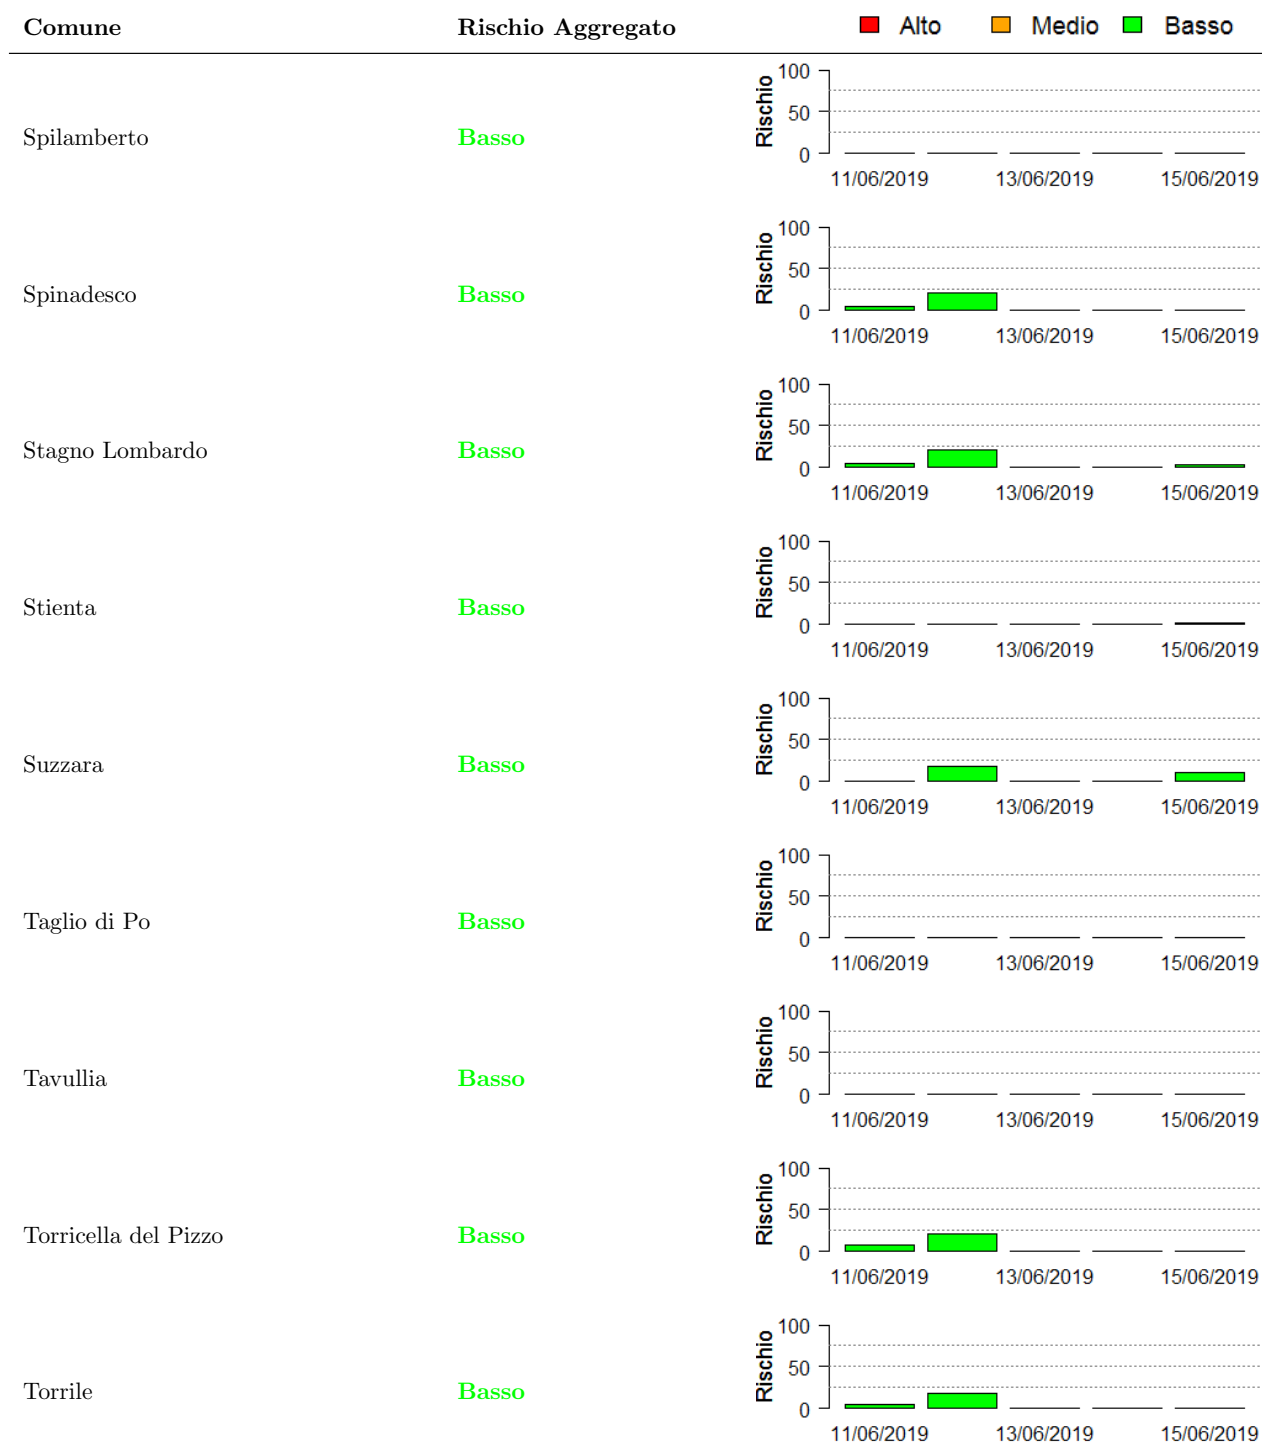 Comune Rischio Aggregato Alto Medio Basso
100
50
0
Rischio
Spilamberto Basso
11/06/2019 13/06/2019 15/06/2019
100
50
0
Rischio
Spinadesco Basso
11/06/2019 13/06/2019 15/06/2019
100
50
0
Rischio
Stagno Lombardo Basso
11/06/2019 13/06/2019 15/06/2019
100
50
0
Rischio
Stienta Basso
11/06/2019 13/06/2019 15/06/2019
100
50
0
Rischio
Suzzara Basso
11/06/2019 13/06/2019 15/06/2019
100
50
0
Rischio
Taglio di Po Basso
11/06/2019 13/06/2019 15/06/2019
100
50
0
Rischio
Tavullia Basso
11/06/2019 13/06/2019 15/06/2019
100
50
0
Rischio
Torricella del Pizzo Basso
11/06/2019 13/06/2019 15/06/2019
100
50
0
Rischio
Torrile Basso
11/06/2019 13/06/2019 15/06/2019